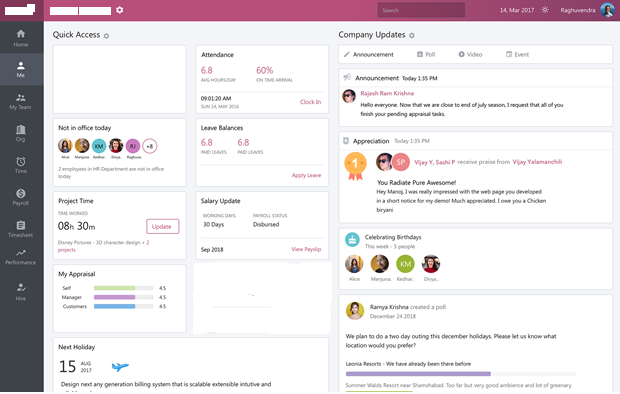 Search
14, Mar 2017
Raghuvendra
Home
Me
My Team
Org
Time
Payroll
Timesheet
Performance
Hire
Quick Access
Attendance
6.8
60%
AVG HOURS/DAY
ON TIME ARRIVAL
09:01:20 AM
SUN 14, MAY 2018
Clock In
Not in office today
KM
RJ
+8
Alice
Manjusa.
Kedhar.
Divya.
Raghuve.
2 employees in HR Department are not in office
today
Leave Balances
6.8
6.8
PAID LEAVES
PAID LEAVES
Apply Leave
Project Time
TIME WORKED
08h 30m
Update
Disney Pictures - 3D character design + 2
projects
Salary Update
WORKING DAYS
PAYROLL STATUS
30 Days
Disbursed
Sep 2018
View Payslip
My Appraisal
Self
4.5
Manager
4.5
Customers
4.5
Next Holiday
15
AUG
2017
Design next any generation billing system that is scalable extensible intutive and
Company Updates
Announcement
Poll
Video
Event
Announcement Today 1:35 PM
Rajesh Ram Krishna
Hello everyone. Now that we are close to end of july season, I request that all of you
finish your pending appraisal tasks.
Appreciation Today 1:35 PM
1
SP
Vijay Y, Sashi P receive praise from Vijay Yalamanchili
You Radiate Pure Awesome!
Hey Manoj, I was really impressed with the web page you developed
in a short notice for my demo! Much appreciated. I owe you a Chicken
biryani
Celebrating Birthdays
This week - 5 people
KM
Alice
Manjusa.
Kedhar.
Divya.
Ramya Krishna created a poll
December 24 2018
We plan to do a two day outing this december holidays. Please let us know what
location would you prefer?
Leonia Resorts - We have already been there before
Summer Walds Resort near Shamshabad. Too far but very good ambience and lot of greenary.